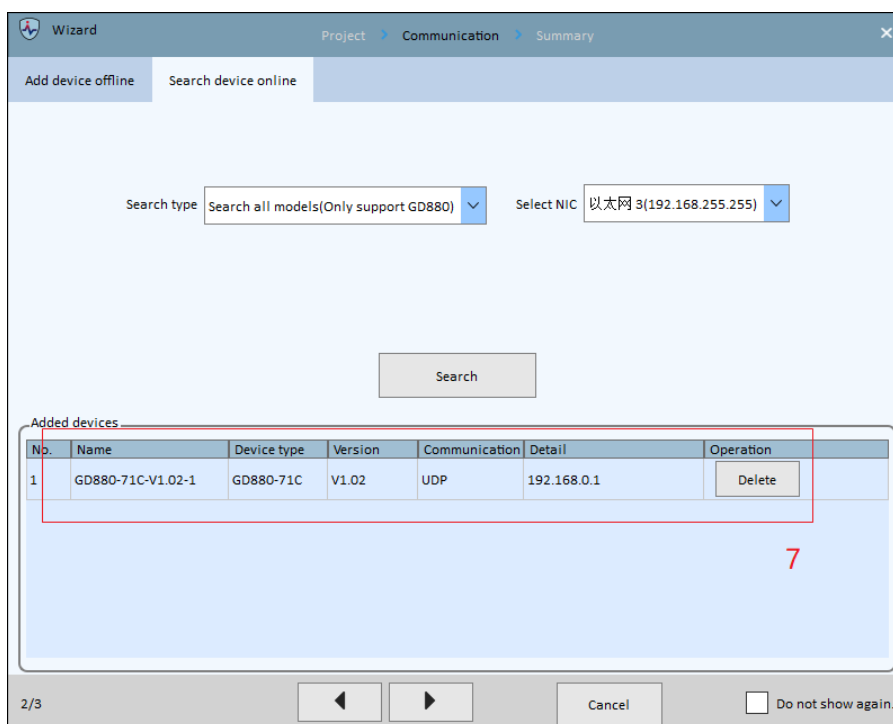 Wizard
Project > Communication > Summary
Add device offline
Search device online
Search type
Search all models(Only support GD880)
Select NIC
以太网 3(192.168.255.255)
Search
Added devices
No. Name Device type Version Communication Detail Operation
1 GD880-71C-V1.02-1 GD880-71C V1.02 UDP 192.168.0.1 Delete
7
2/3
Cancel
Do not show again